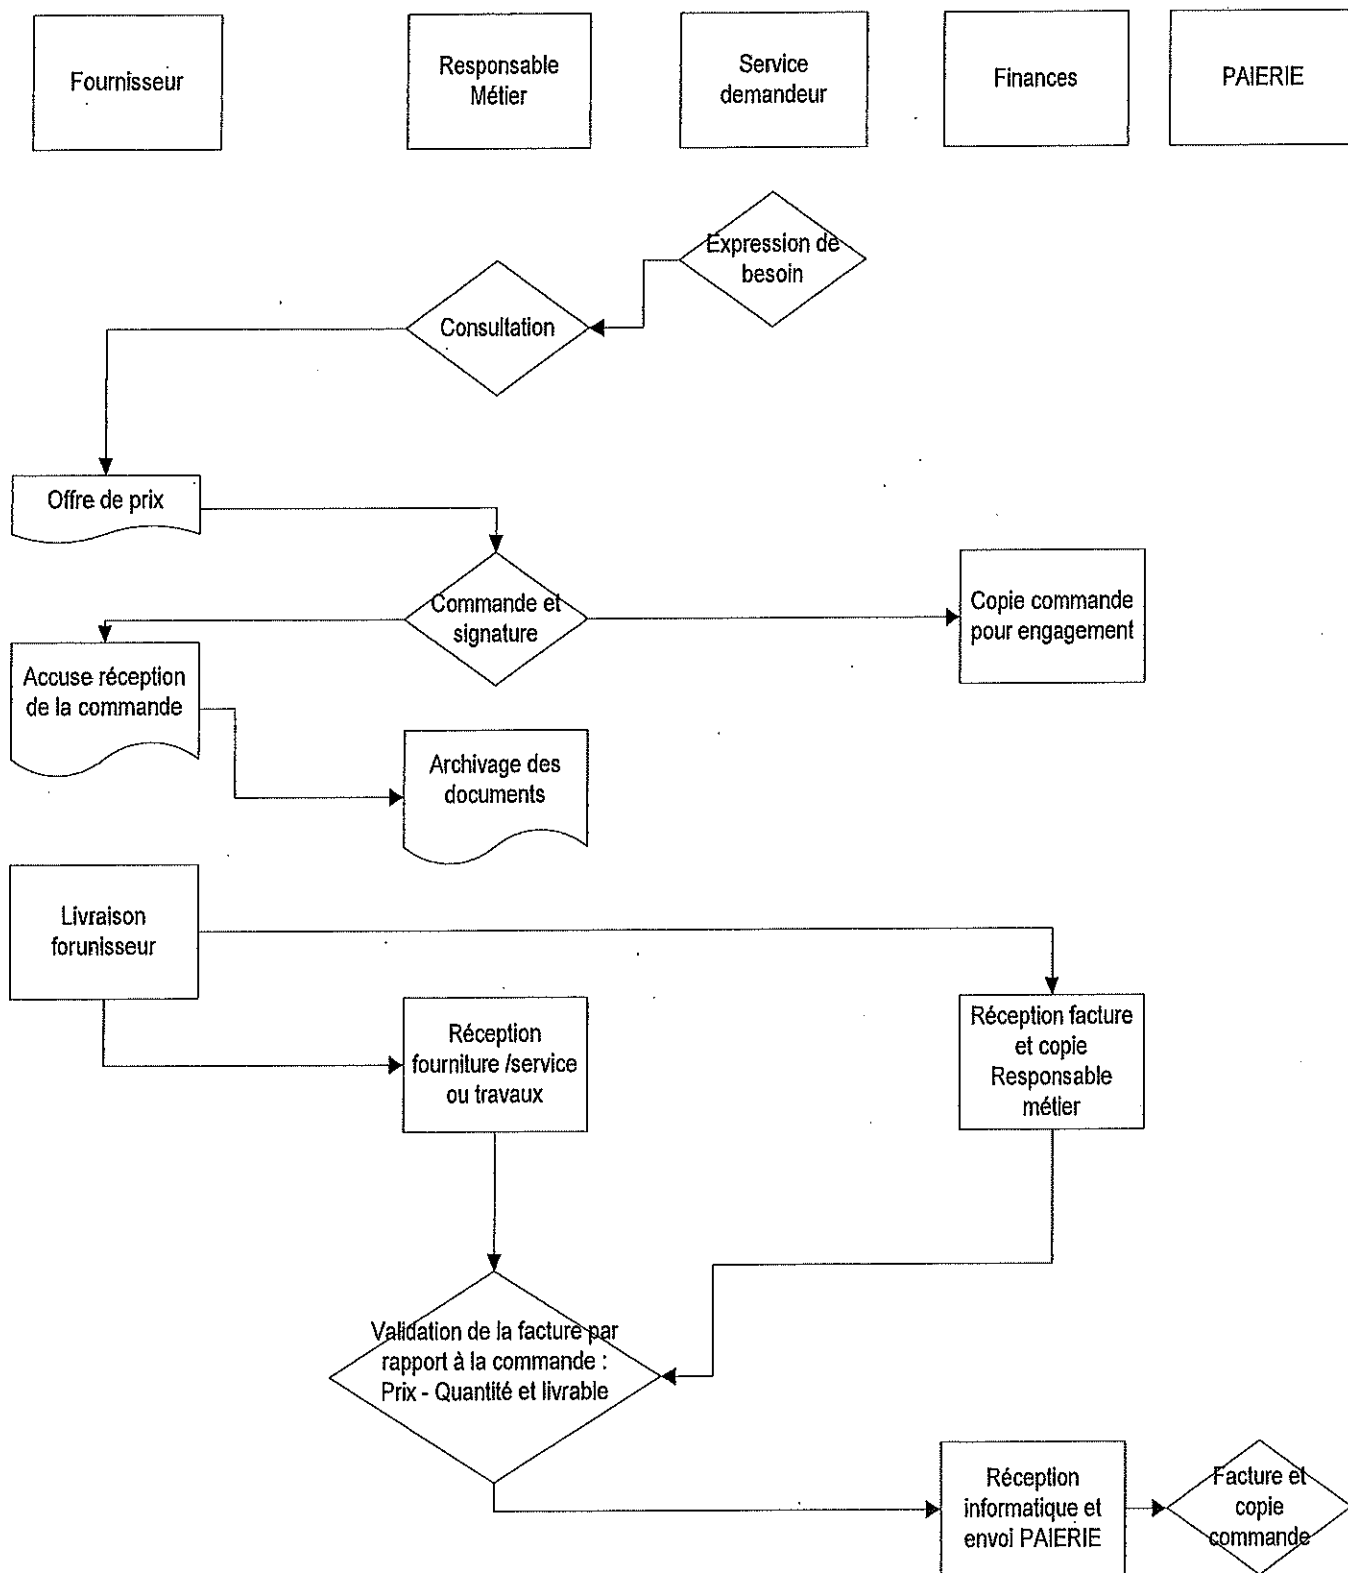 Fournisseur
Responsable
Métier
Service
demandeur
Finances
PAIERIE
Expression de
besoin
Consultation
Offre de prix
Commande et
signature
Copie commande
pour engagement
Accuse réception
de la commande
Archivage des
documents
Livraison
forunisseur
Réception
fourniture /service
ou travaux
Réception facture
et copie
Responsable
métier
Validation de la facture par
rapport à la commande :
Prix - Quantité et livrable
Réception
informatique et
envoi PAIERIE
Facture et
copie
commande